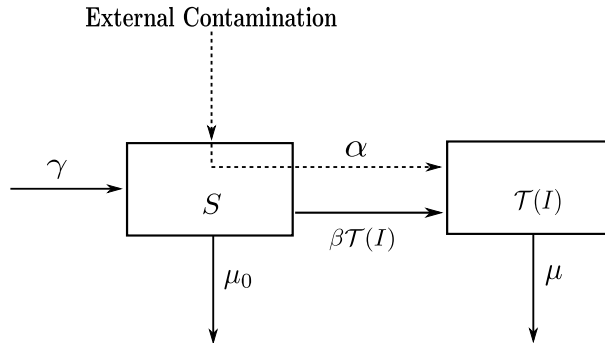 External Contamination
γ
α
S
𝒯(I)
β𝒯(I)
μ₀
μ